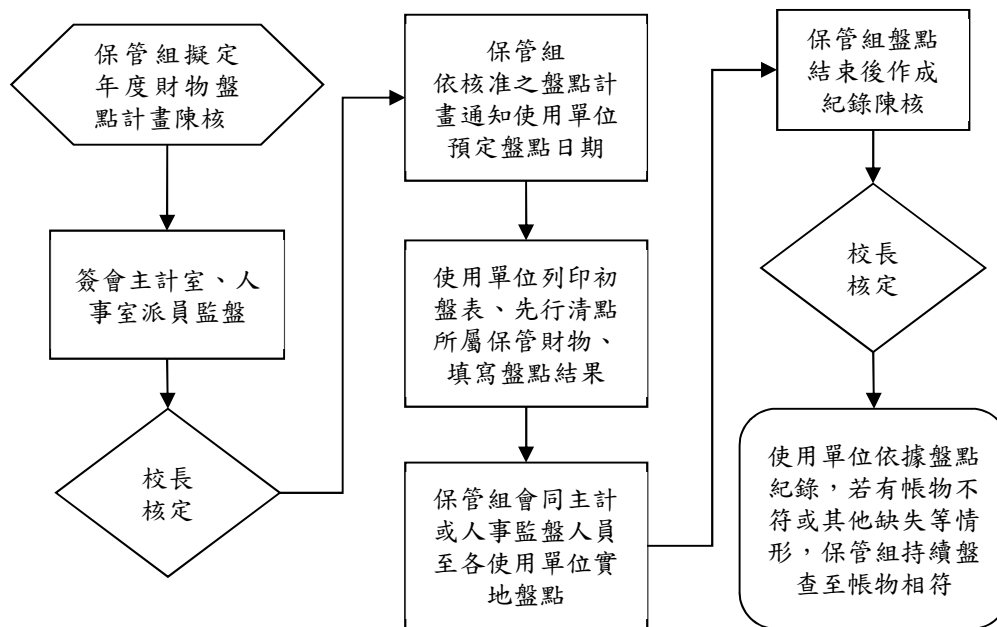 保管組擬定
年度財物盤
點計畫陳核
簽會主計室、人
事室派員監盤
校長
核定
保管組
依核准之盤點計
畫通知使用單位
預定盤點日期
使用單位列印初
盤表、先行清點
所屬保管財物、
填寫盤點結果
保管組會同主計
或人事監盤人員
至各使用單位實
地盤點
保管組盤點
結束後作成
紀錄陳核
校長
核定
使用單位依據盤點
紀錄，若有帳物不
符或其他缺失等情
形，保管組持續盤
查至帳物相符